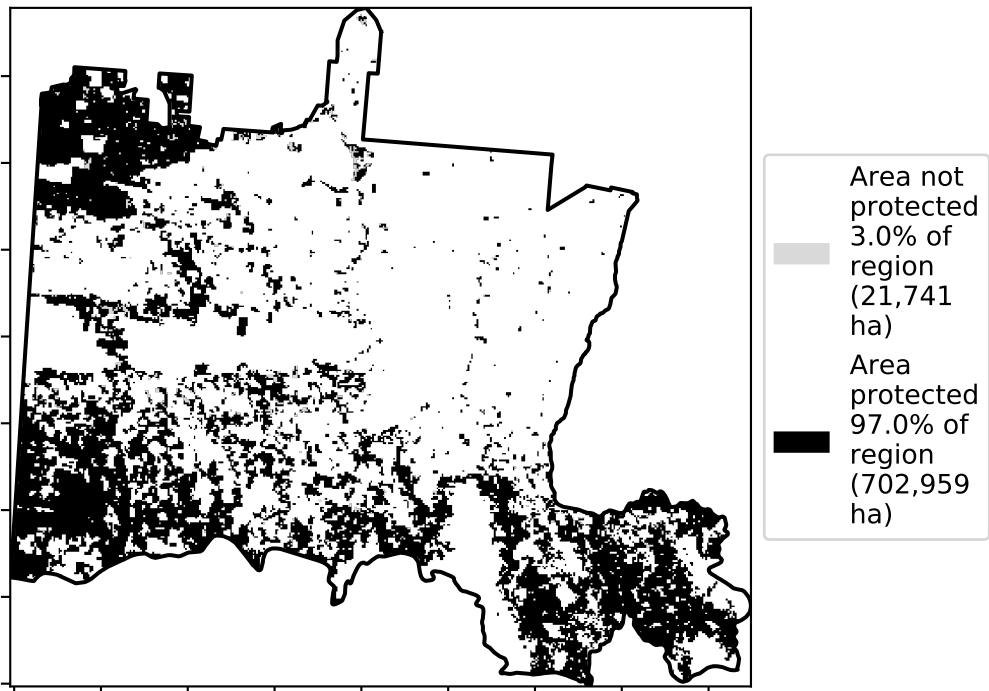 Area not
protected
3.0% of
region
(21,741
ha)
Area
protected
97.0% of
region
(702,959
ha)